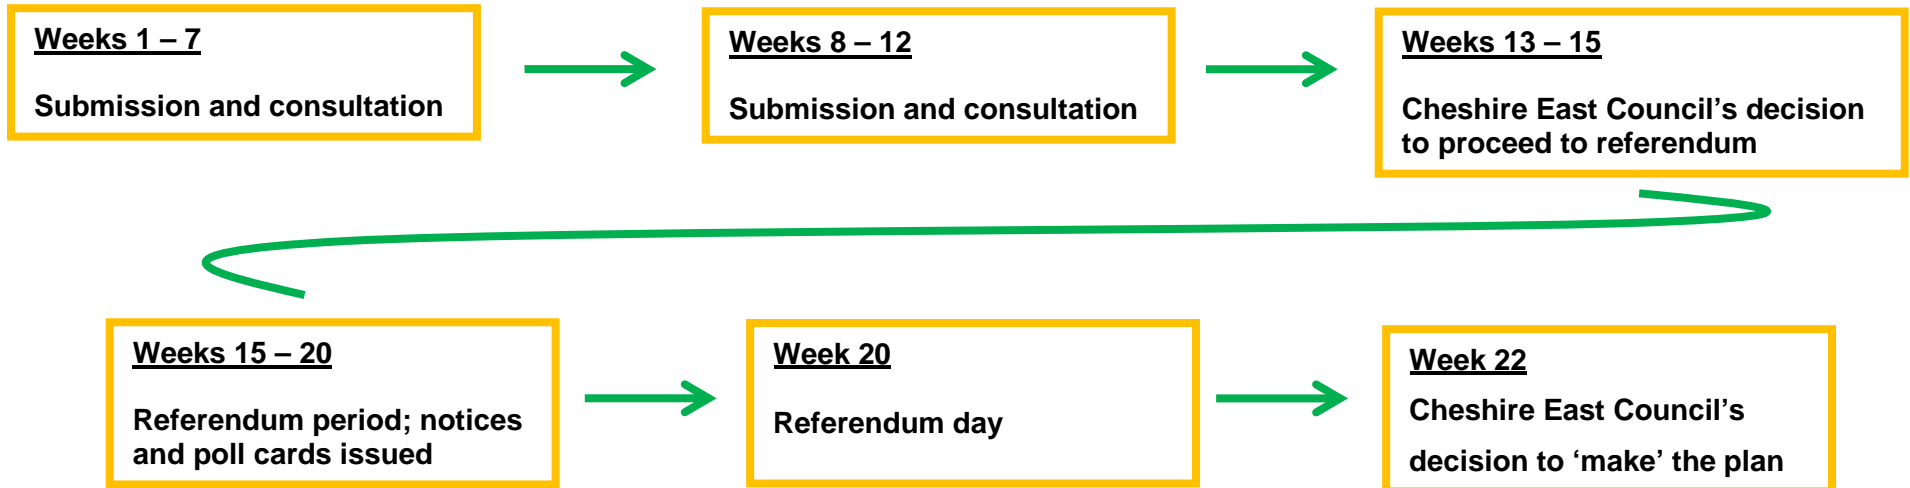 Weeks 1 – 7
Submission and consultation
Weeks 8 – 12
Submission and consultation
Weeks 13 – 15
Cheshire East Council’s decision
to proceed to referendum
Weeks 15 – 20
Referendum period; notices
and poll cards issued
Week 20
Referendum day
Week 22
Cheshire East Council’s
decision to ‘make’ the plan